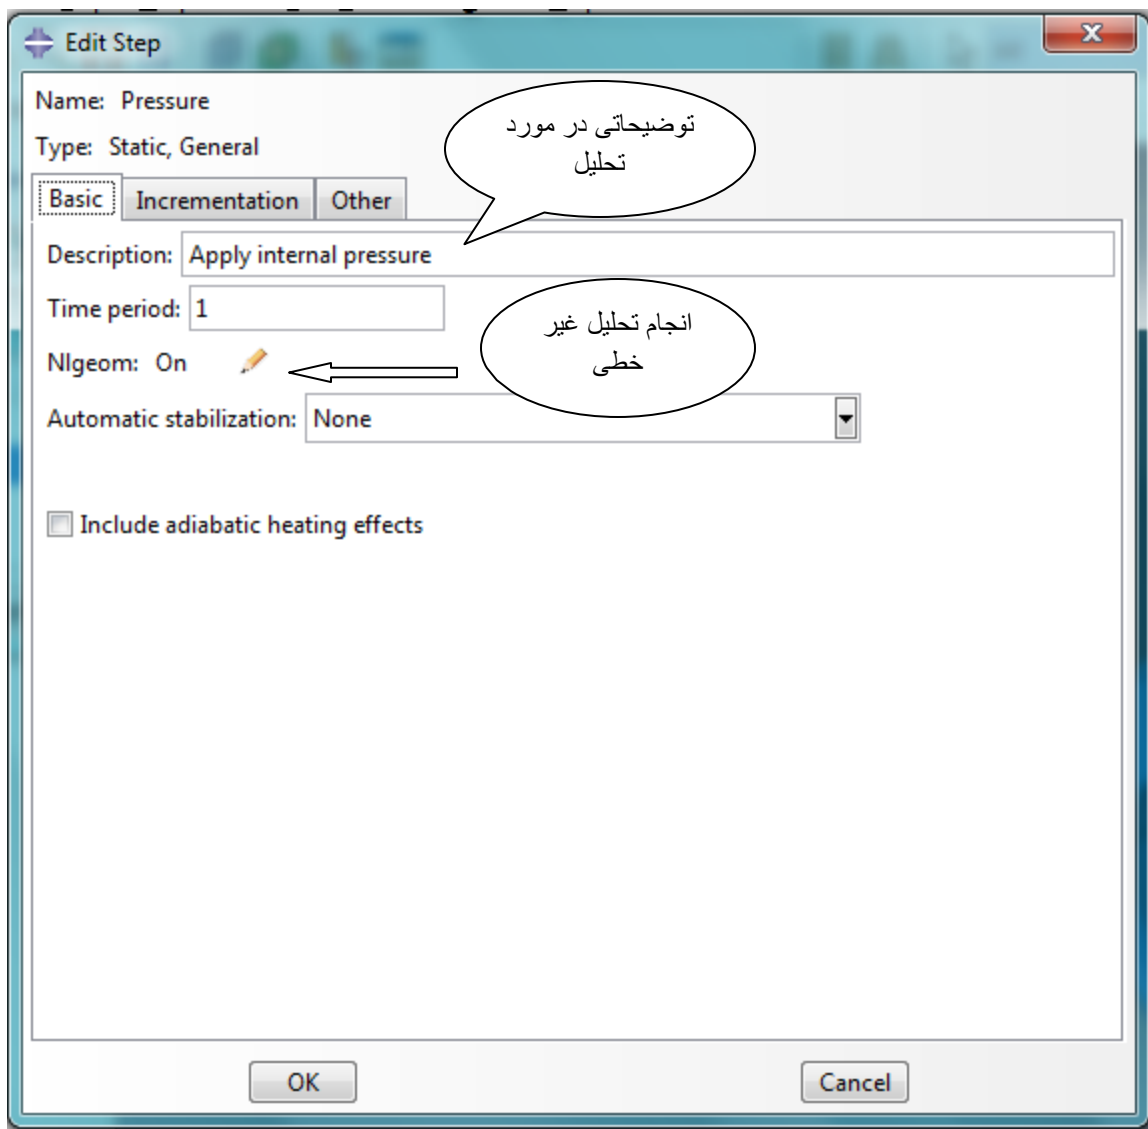 Edit Step
Name: Pressure
Type: Static, General
توضیحاتی در مورد
تحلیل
Basic Incrementation Other
Description: Apply internal pressure
Time period: 1
انجام تحلیل غیر
خطی
Nlgeom: On
Automatic stabilization: None
Include adiabatic heating effects
OK Cancel